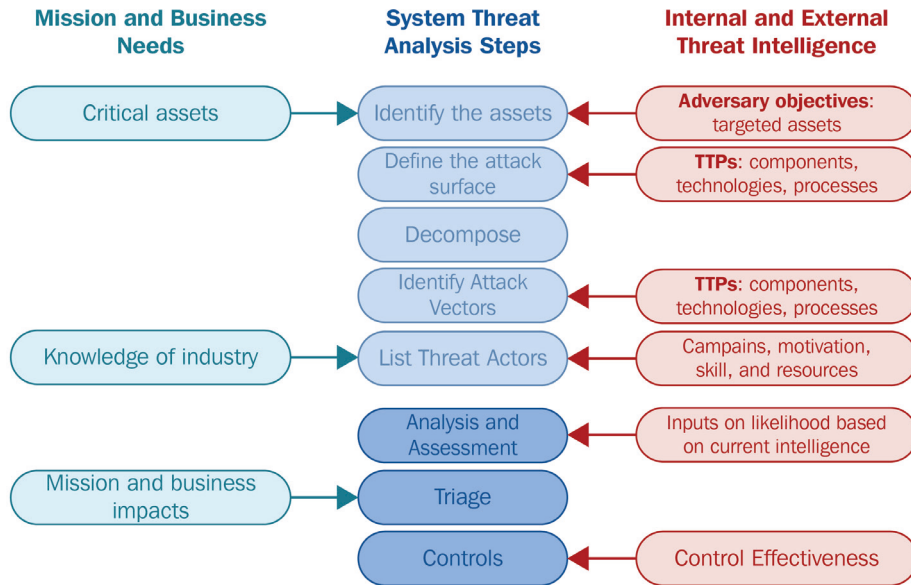 Mission and Business
Needs
System Threat
Analysis Steps
Internal and External
Threat Intelligence
Critical assets
Identify the assets
Adversary objectives:
targeted assets
Define the attack
surface
TTPs: components,
technologies, processes
Decompose
Identify Attack
Vectors
TTPs: components,
technologies, processes
Knowledge of industry
List Threat Actors
Campains, motivation,
skill, and resources
Analysis and
Assessment
Inputs on likelihood based
on current intelligence
Mission and business
impacts
Triage
Controls
Control Effectiveness